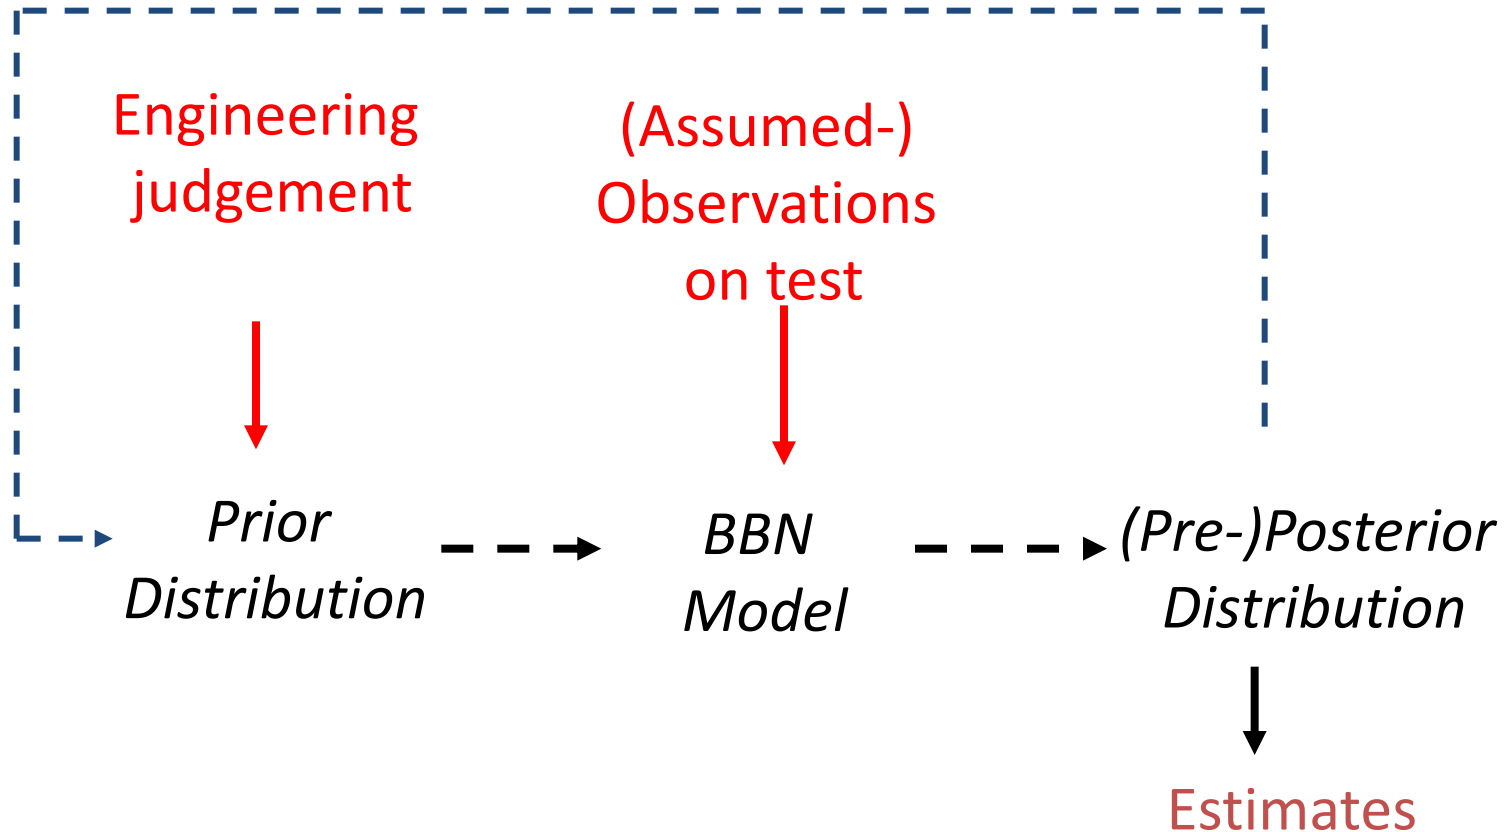 Engineering
judgement
(Assumed-)
Observations
on test
Prior
Distribution
BBN
Model
(Pre-)Posterior
Distribution
Estimates